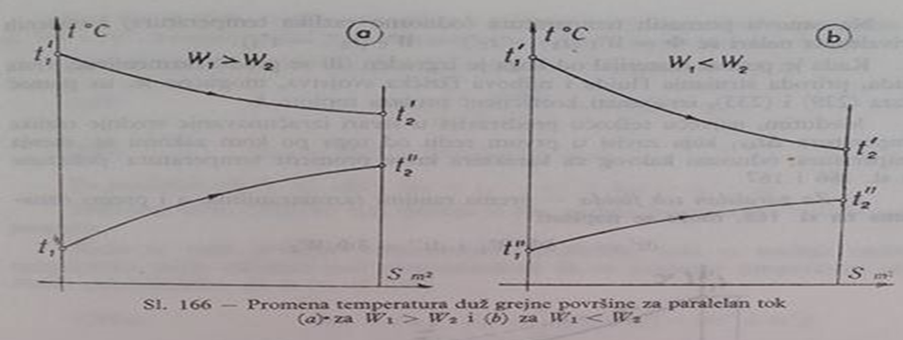 t °C
a
t₁'
W₁ > W₂
t₂'
t₂''
t₁''
S m²
t °C
b
t₁'
W₁ < W₂
t₂'
t₂''
t₁''
S m²
Sl. 166 — Promena temperatura duž grejne površine za paralelan tok
(a) za W₁ > W₂ i (b) za W₁ < W₂